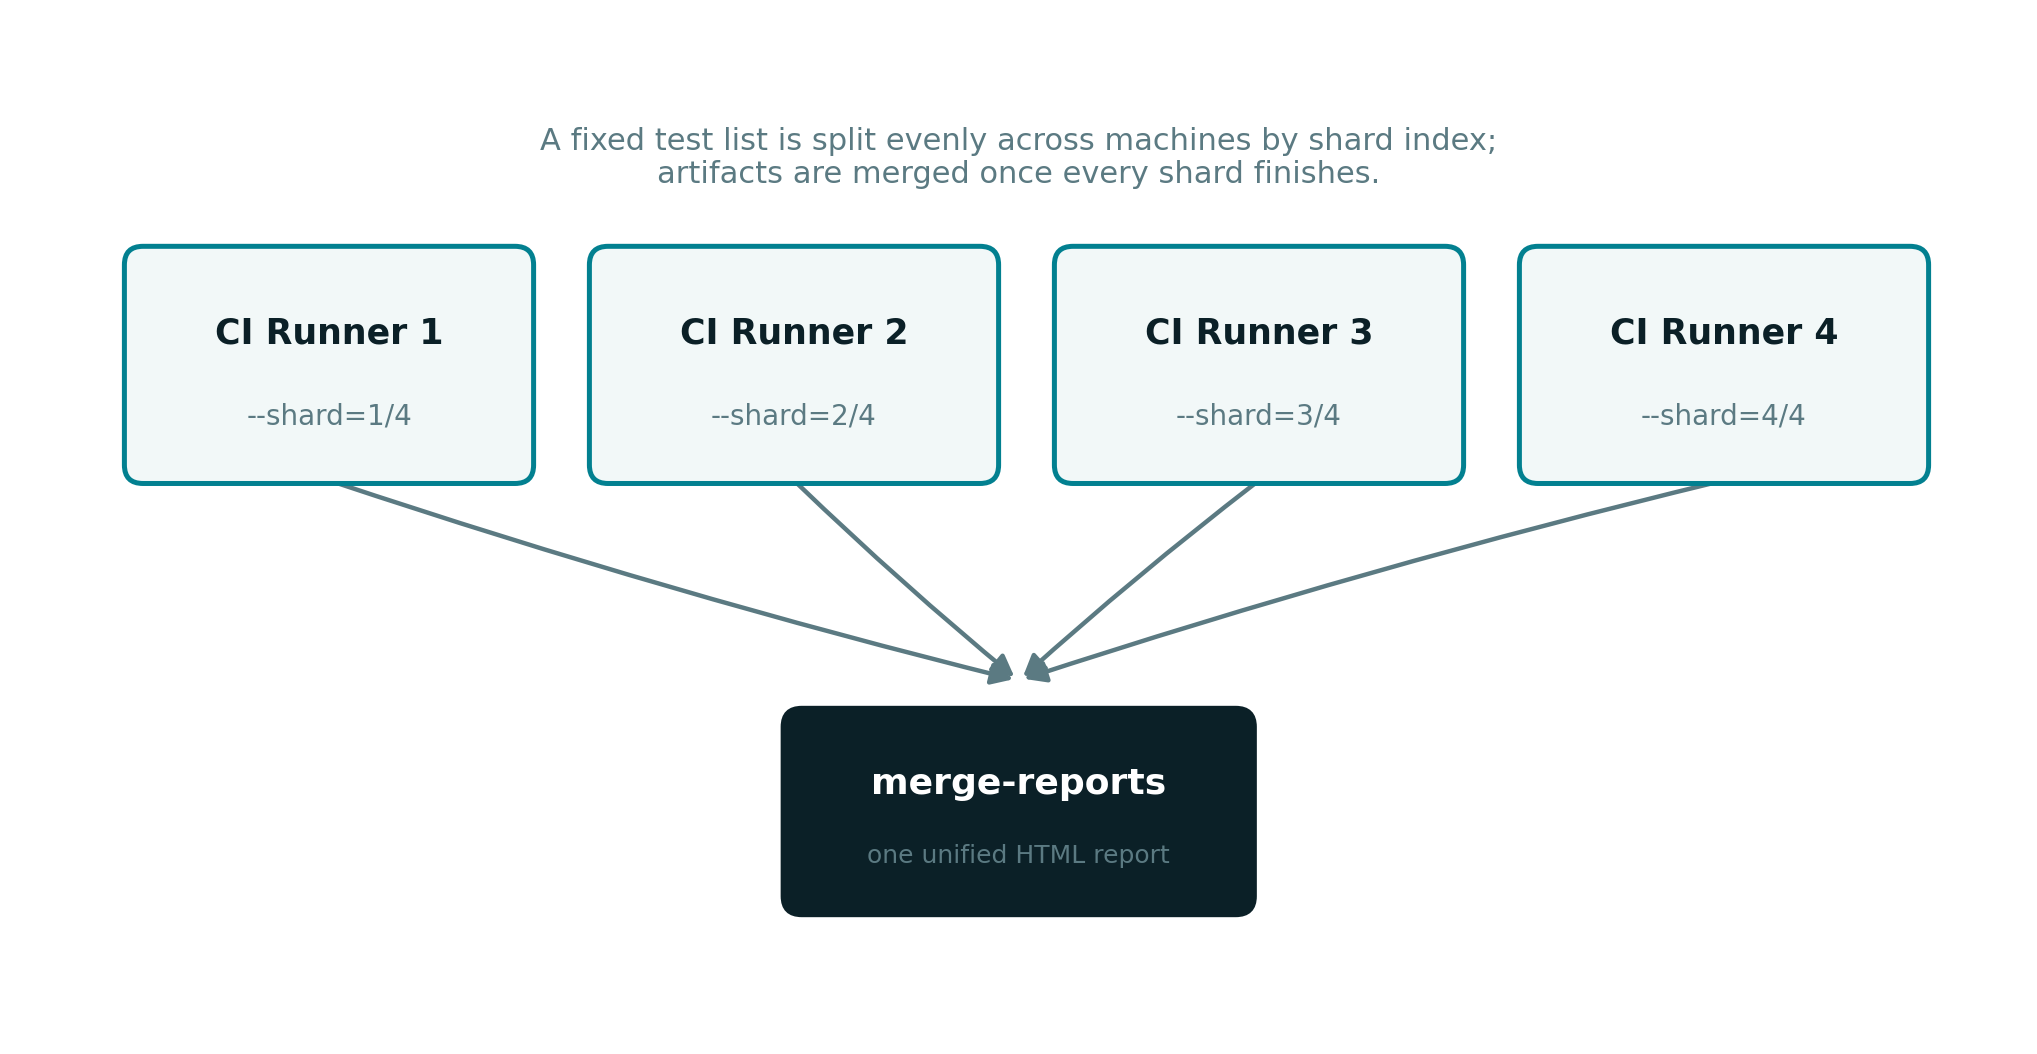 A fixed test list is split evenly across machines by shard index;
artifacts are merged once every shard finishes.
CI Runner 1
--shard=1/4
CI Runner 2
--shard=2/4
CI Runner 3
--shard=3/4
CI Runner 4
--shard=4/4
merge-reports
one unified HTML report